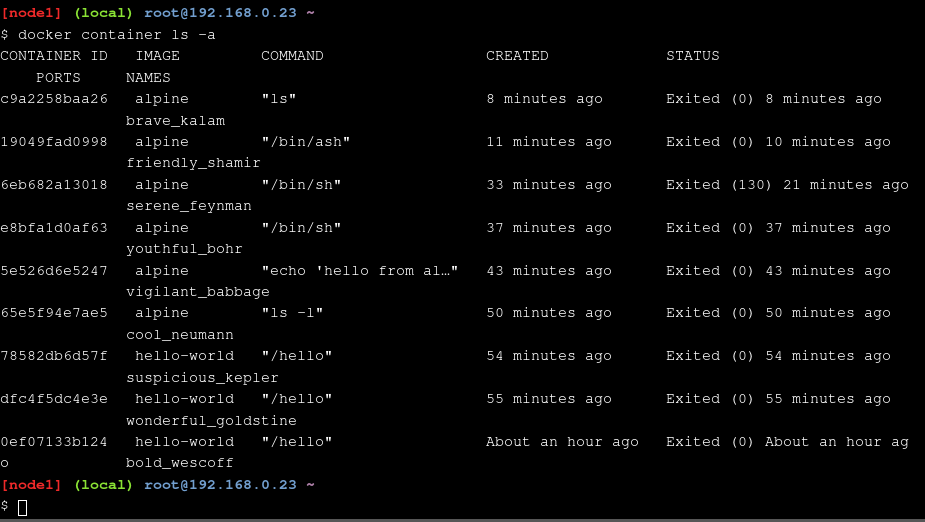 [node1] (local) root@192.168.0.23 ~
$ docker container ls -a
CONTAINER ID   IMAGE         COMMAND                  CREATED             STATUS
    PORTS     NAMES
c9a2258baa26   alpine        "ls"                     8 minutes ago       Exited (0) 8 minutes ago
              brave_kalam
19049fad0998   alpine        "/bin/ash"               11 minutes ago      Exited (0) 10 minutes ago
              friendly_shamir
6eb682a13018   alpine        "/bin/sh"                33 minutes ago      Exited (130) 21 minutes ago
              serene_feynman
e8bfa1d0af63   alpine        "/bin/sh"                37 minutes ago      Exited (0) 37 minutes ago
              youthful_bohr
5e526d6e5247   alpine        "echo 'hello from al…"   43 minutes ago      Exited (0) 43 minutes ago
              vigilant_babbage
65e5f94e7ae5   alpine        "ls -l"                  50 minutes ago      Exited (0) 50 minutes ago
              cool_neumann
78582db6d57f   hello-world   "/hello"                 54 minutes ago      Exited (0) 54 minutes ago
              suspicious_kepler
dfc4f5dc4e3e   hello-world   "/hello"                 55 minutes ago      Exited (0) 55 minutes ago
              wonderful_goldstine
0ef07133b124   hello-world   "/hello"                 About an hour ago   Exited (0) About an hour ag
o             bold_wescoff
[node1] (local) root@192.168.0.23 ~
$